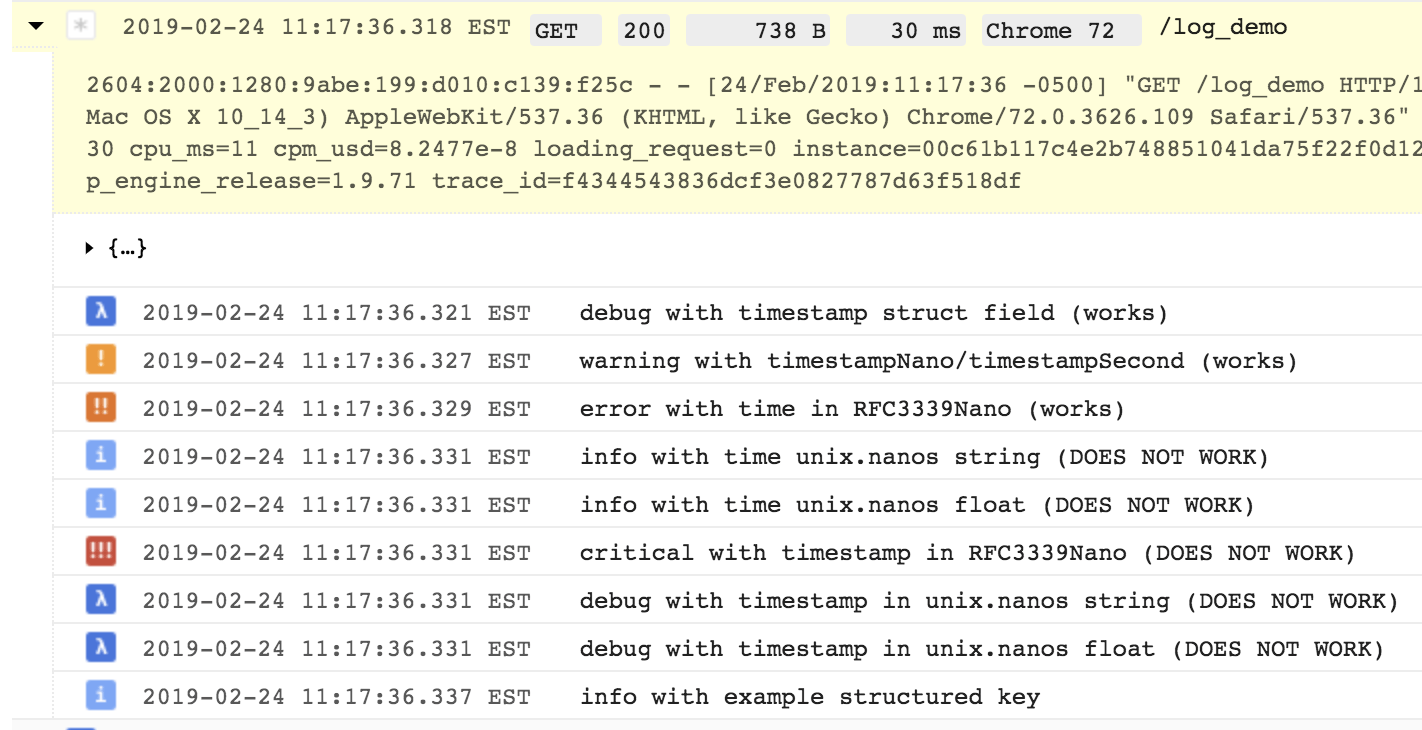 2019-02-24 11:17:36.318 EST GET 200 738 B 30 ms Chrome 72 /log_demo
2604:2000:1280:9abe:199:d010:c139:f25c - - [24/Feb/2019:11:17:36 -0500] "GET /log_demo HTTP/1
Mac OS X 10_14_3) AppleWebKit/537.36 (KHTML, like Gecko) Chrome/72.0.3626.109 Safari/537.36"
30 cpu_ms=11 cpm_usd=8.2477e-8 loading_request=0 instance=00c61b117c4e2b748851041da75f22f0d12
p_engine_release=1.9.71 trace_id=f4344543836dcf3e0827787d63f518df
{…}
λ 2019-02-24 11:17:36.321 EST debug with timestamp struct field (works)
! 2019-02-24 11:17:36.327 EST warning with timestampNano/timestampSecond (works)
!! 2019-02-24 11:17:36.329 EST error with time in RFC3339Nano (works)
i 2019-02-24 11:17:36.331 EST info with time unix.nanos string (DOES NOT WORK)
i 2019-02-24 11:17:36.331 EST info with time unix.nanos float (DOES NOT WORK)
!!! 2019-02-24 11:17:36.331 EST critical with timestamp in RFC3339Nano (DOES NOT WORK)
λ 2019-02-24 11:17:36.331 EST debug with timestamp in unix.nanos string (DOES NOT WORK)
λ 2019-02-24 11:17:36.331 EST debug with timestamp in unix.nanos float (DOES NOT WORK)
i 2019-02-24 11:17:36.337 EST info with example structured key